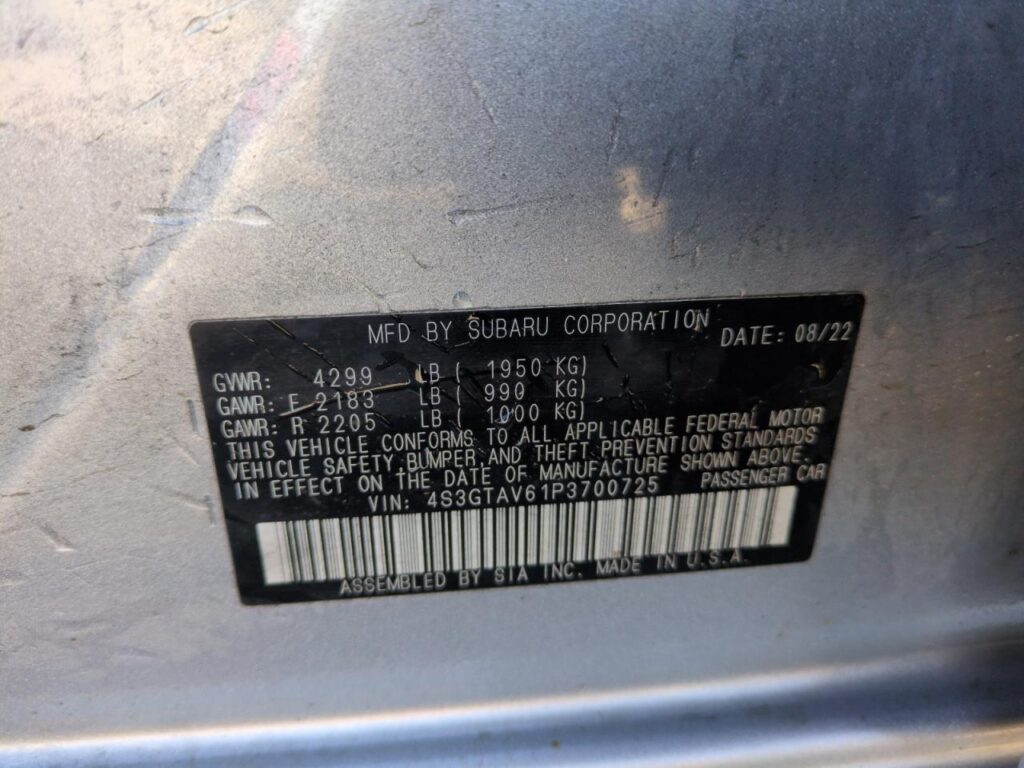 MFD BY SUBARU CORPORATION DATE: 08/22
GVWR: 4299 LB ( 1950 KG)
GAWR: F 2183 LB ( 990 KG)
GAWR: R 2205 LB ( 1000 KG)
THIS VEHICLE CONFORMS TO ALL APPLICABLE FEDERAL MOTOR
VEHICLE SAFETY BUMPER AND THEFT PREVENTION STANDARDS
IN EFFECT ON THE DATE OF MANUFACTURE SHOWN ABOVE.
VIN: 4S3GTAV61P3700725 PASSENGER CAR
ASSEMBLED BY SIA INC. MADE IN U.S.A.